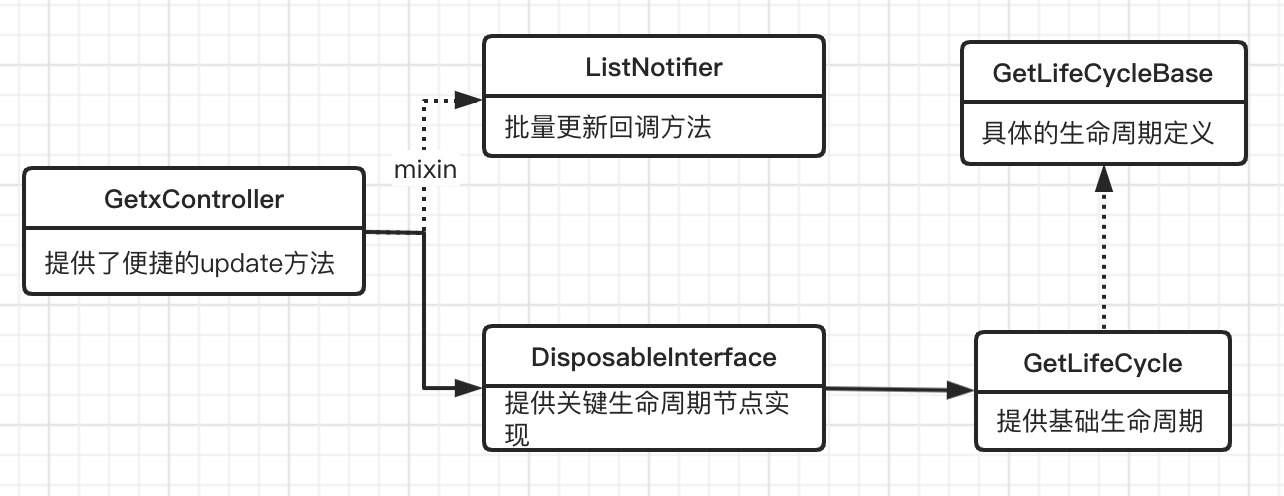 ListNotifier
批量更新回调方法
GetLifeCycleBase
具体的生命周期定义
mixin
GetxController
提供了便捷的update方法
DisposableInterface
提供关键生命周期节点实
现
GetLifeCycle
提供基础生命周期